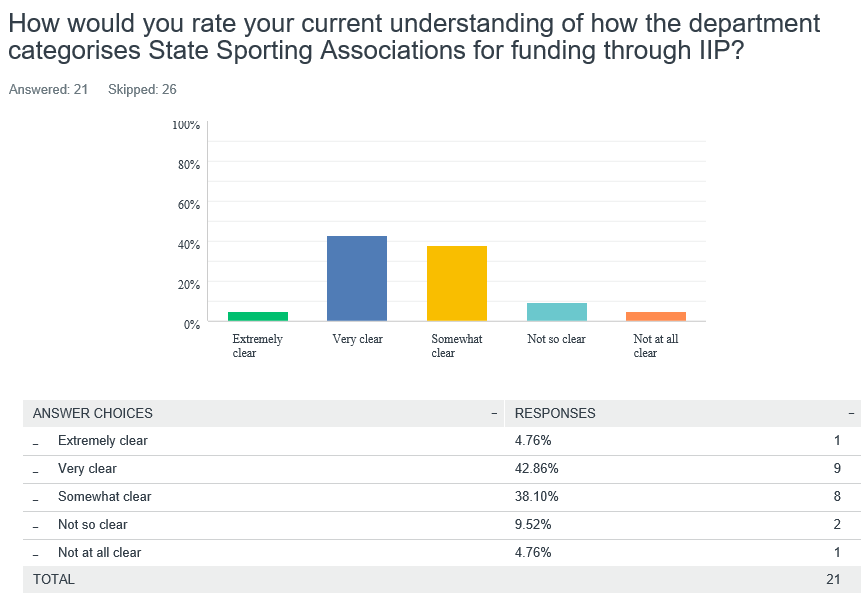 How would you rate your current understanding of how the department
categorises State Sporting Associations for funding through IIP?
Answered: 21 Skipped: 26
100%
80%
60%
40%
20%
0%
Extremely
clear
Very clear
Somewhat
clear
Not so clear
Not at all
clear
ANSWER CHOICES – RESPONSES –
– Extremely clear 4.76% 1
– Very clear 42.86% 9
– Somewhat clear 38.10% 8
– Not so clear 9.52% 2
– Not at all clear 4.76% 1
TOTAL 21